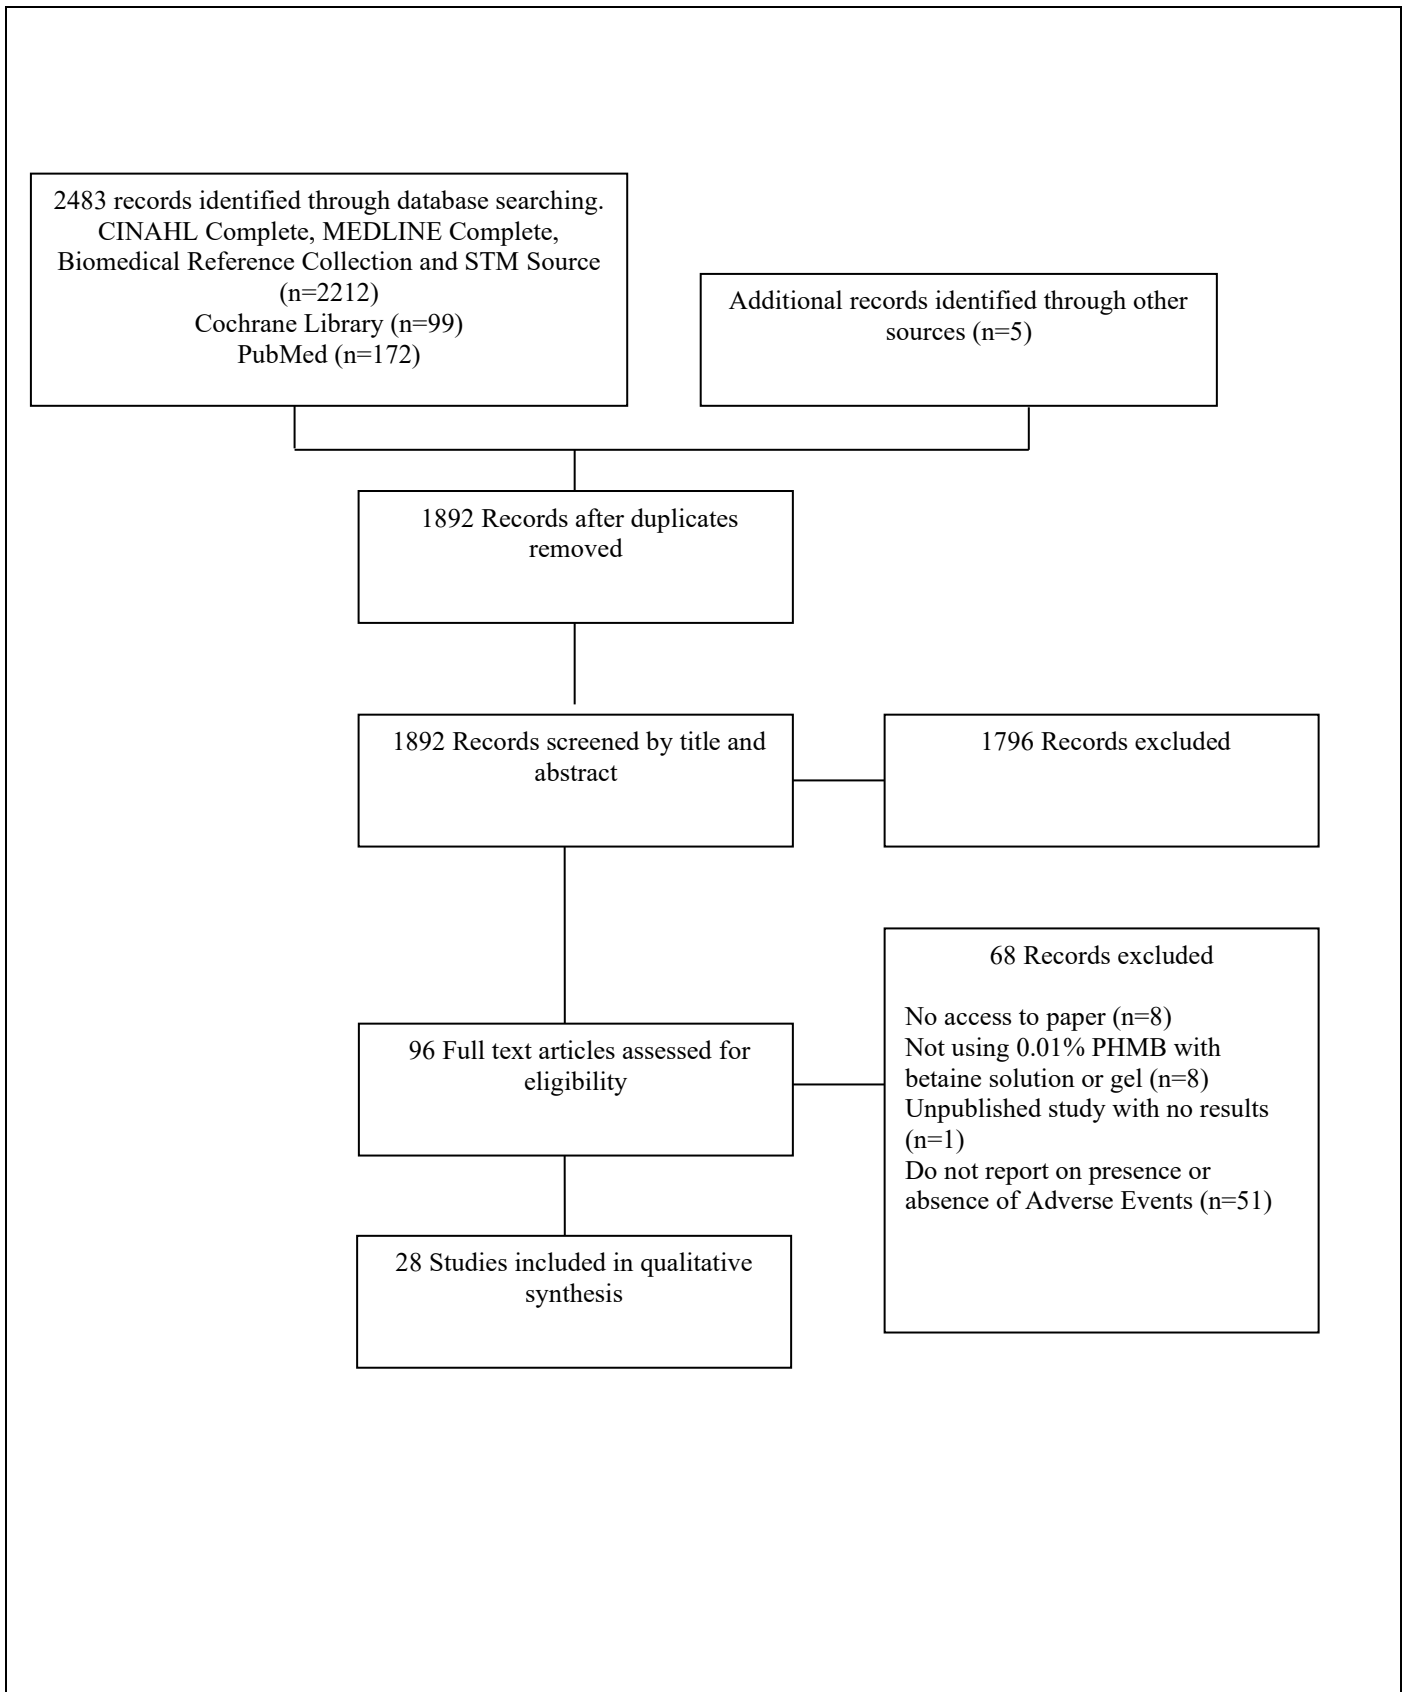 2483 records identified through database searching.
CINAHL Complete, MEDLINE Complete,
Biomedical Reference Collection and STM Source
(n=2212)
Cochrane Library (n=99)
PubMed (n=172)
Additional records identified through other
sources (n=5)
1892 Records after duplicates
removed
1892 Records screened by title and
abstract
1796 Records excluded
96 Full text articles assessed for
eligibility
68 Records excluded
No access to paper (n=8)
Not using 0.01% PHMB with
betaine solution or gel (n=8)
Unpublished study with no results
(n=1)
Do not report on presence or
absence of Adverse Events (n=51)
28 Studies included in qualitative
synthesis